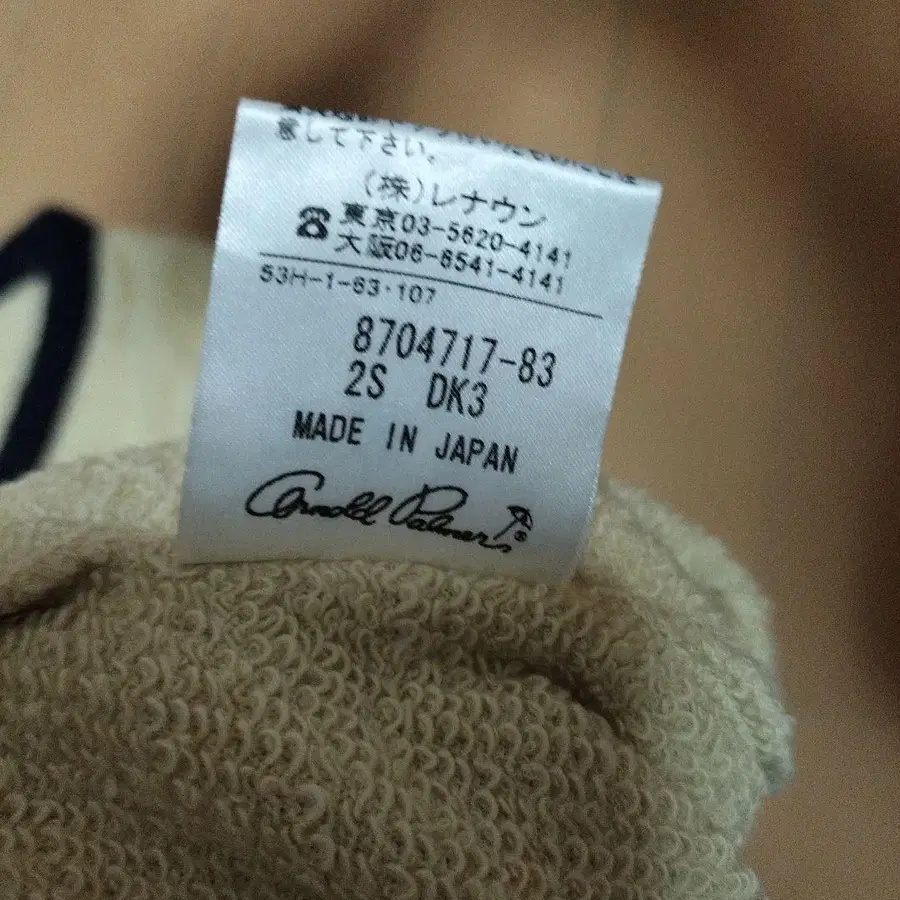 意して下さい。
(株)レナウン
☎東京03-5620-4141
大阪06-6541-4141
53H-1-63・107
8704717-83
2S DK3
MADE IN JAPAN
Arnold Palmer